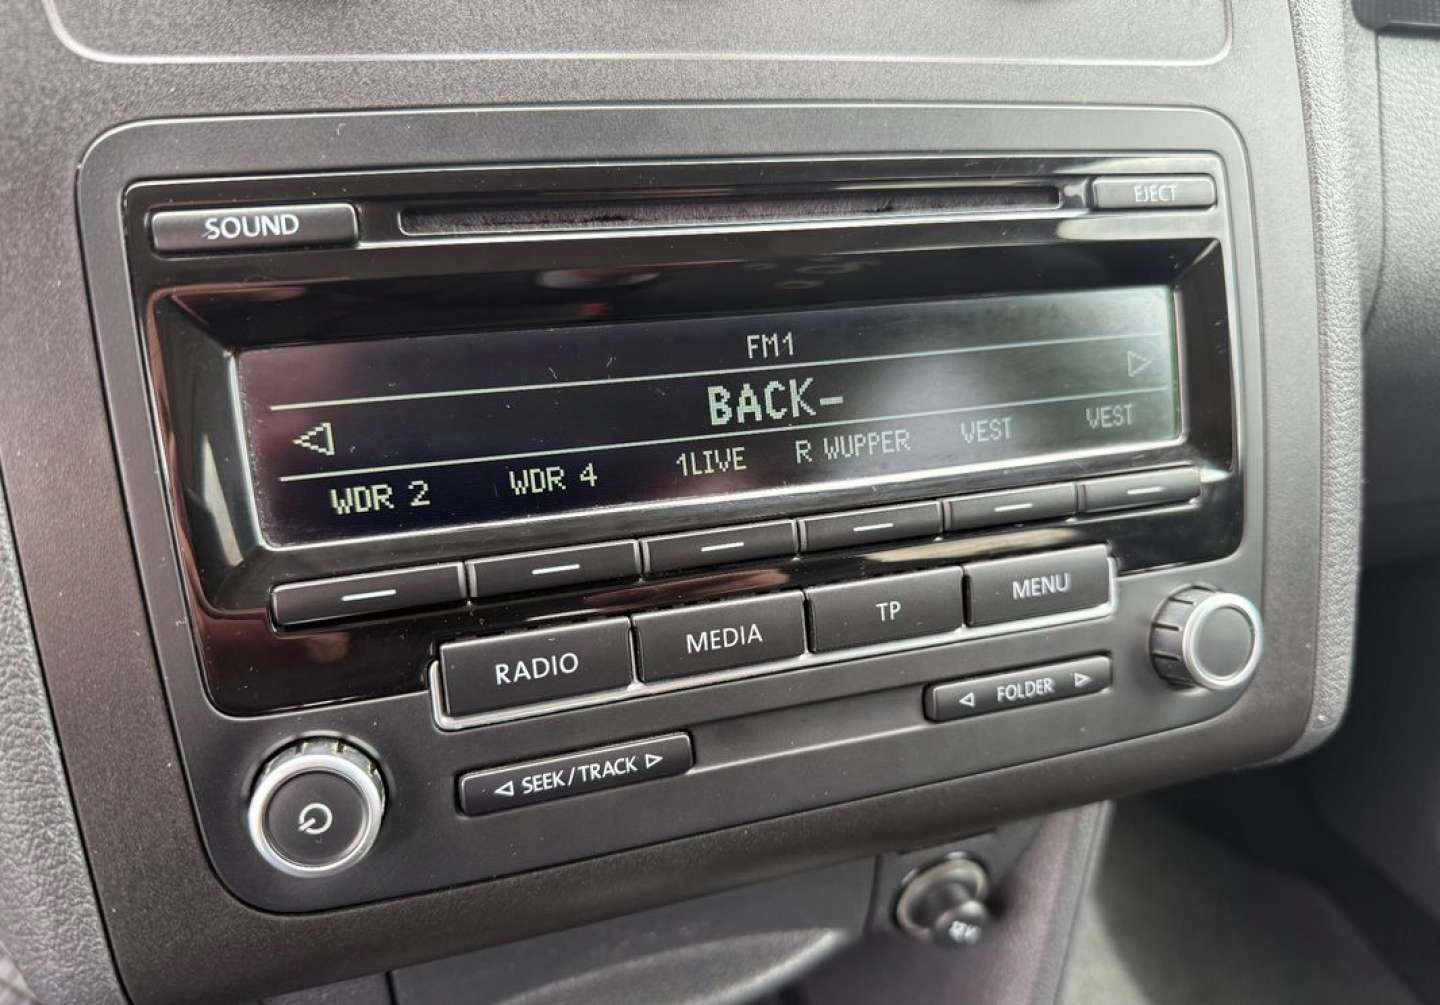 SOUND
EJECT
FM1
BACK-
WDR 2 WDR 4 1LIVE R WUPPER VEST VEST
RADIO MEDIA TP MENU
FOLDER
SEEK/TRACK